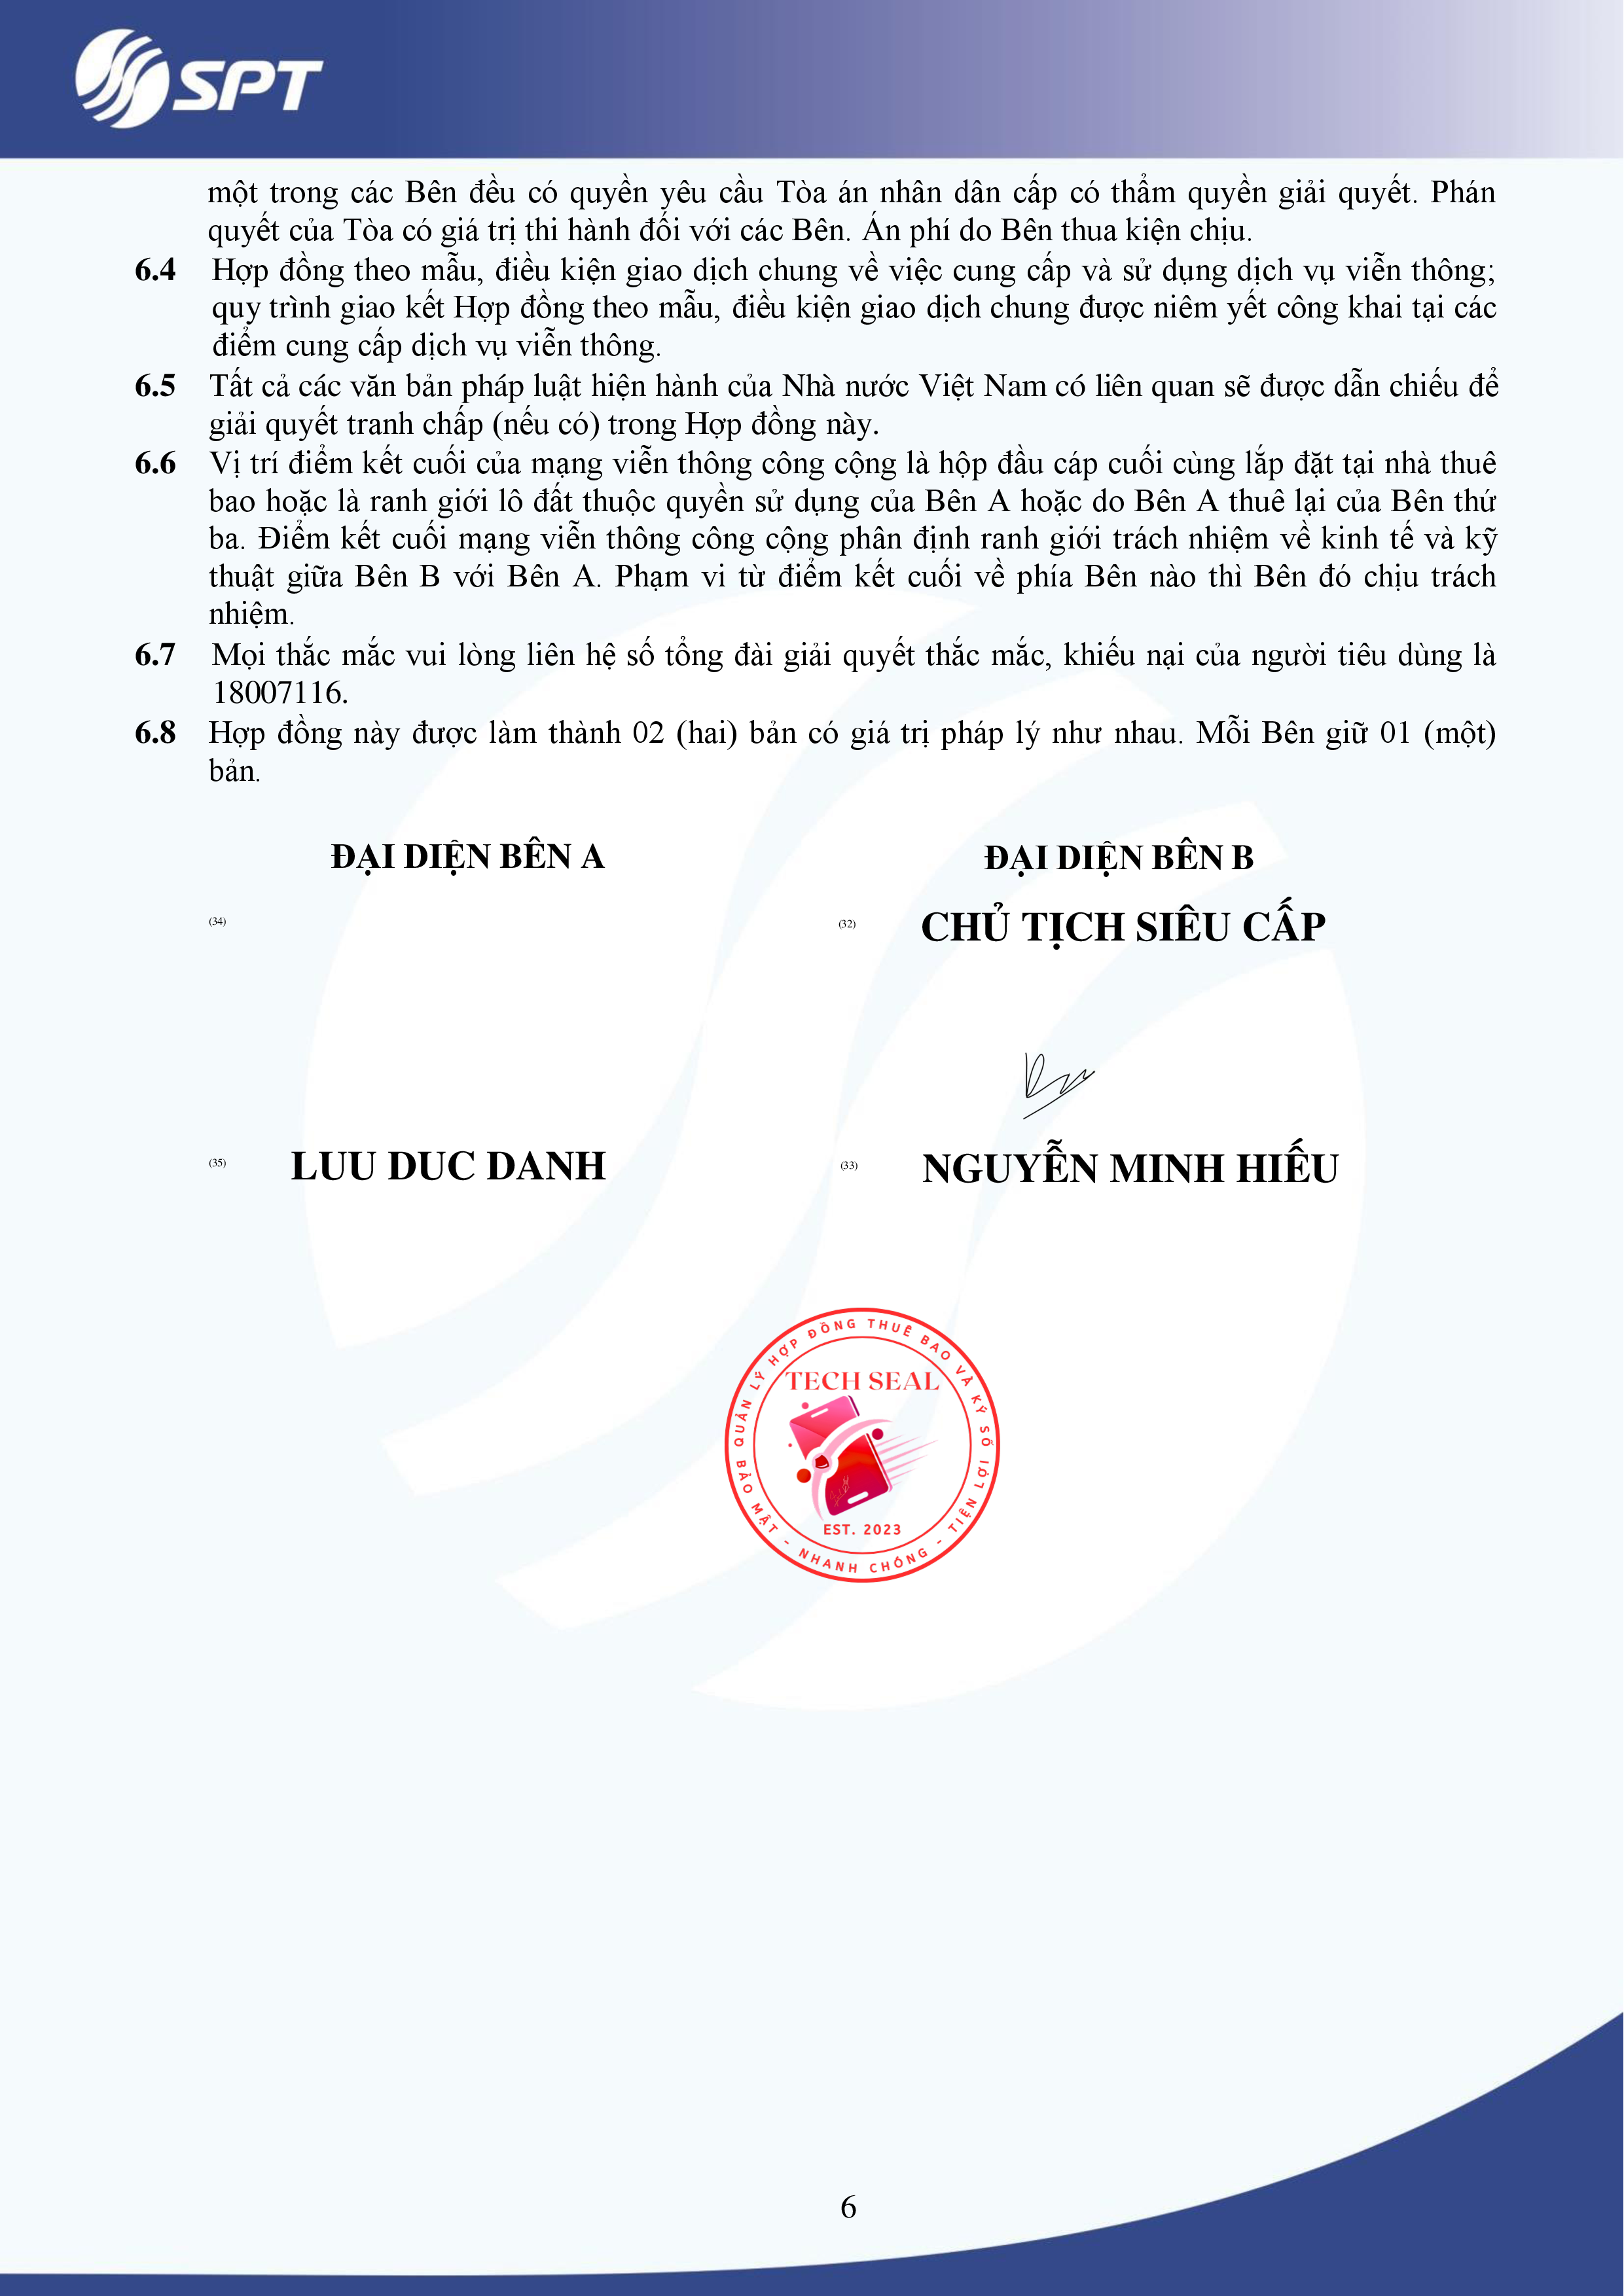 SPT
một trong các Bên đều có quyền yêu cầu Tòa án nhân dân cấp có thẩm quyền giải quyết. Phán
quyết của Tòa có giá trị thi hành đối với các Bên. Án phí do Bên thua kiện chịu.
6.4 Hợp đồng theo mẫu, điều kiện giao dịch chung về việc cung cấp và sử dụng dịch vụ viễn thông;
quy trình giao kết Hợp đồng theo mẫu, điều kiện giao dịch chung được niêm yết công khai tại các
điểm cung cấp dịch vụ viễn thông.
6.5 Tất cả các văn bản pháp luật hiện hành của Nhà nước Việt Nam có liên quan sẽ được dẫn chiếu để
giải quyết tranh chấp (nếu có) trong Hợp đồng này.
6.6 Vị trí điểm kết cuối của mạng viễn thông công cộng là hộp đầu cáp cuối cùng lắp đặt tại nhà thuê
bao hoặc là ranh giới lô đất thuộc quyền sử dụng của Bên A hoặc do Bên A thuê lại của Bên thứ
ba. Điểm kết cuối mạng viễn thông công cộng phân định ranh giới trách nhiệm về kinh tế và kỹ
thuật giữa Bên B với Bên A. Phạm vi từ điểm kết cuối về phía Bên nào thì Bên đó chịu trách
nhiệm.
6.7 Mọi thắc mắc vui lòng liên hệ số tổng đài giải quyết thắc mắc, khiếu nại của người tiêu dùng là
18007116.
6.8 Hợp đồng này được làm thành 02 (hai) bản có giá trị pháp lý như nhau. Mỗi Bên giữ 01 (một)
bản.
ĐẠI DIỆN BÊN A
ĐẠI DIỆN BÊN B
(34)
(32) CHỦ TỊCH SIÊU CẤP
(35) LUU DUC DANH
(33) NGUYỄN MINH HIẾU
QUẢN LÝ HỢP ĐỒNG THUÊ BAO VÀ KÝ SỐ
TECH SEAL
EST. 2023
BẢO MẬT - NHANH CHÓNG - TIỆN LỢI
6